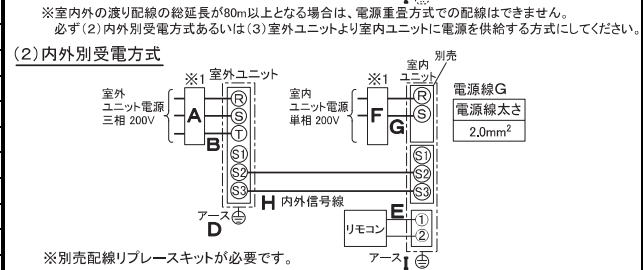 ※室内外の渡り配線の総延長が80m以上となる場合は、電源重畳方式での配線はできません。
必ず(2)内外別受電方式あるいは(3)室外ユニットより室内ユニットに電源を供給する方式にしてください。
(2)内外別受電方式
別売
※1 室外ユニット
※1 室内ユニット
室外
ユニット電源
三相 200V
A
B
R
S
T
S1
S2
S3
室内
ユニット電源
単相 200V
F
G
R
S
S1
S2
S3
電源線G
電源線太さ
2.0mm²
H 内外信号線
アース
D
リモコン
E
①
②
アース
I
※別売配線リプレースキットが必要です。